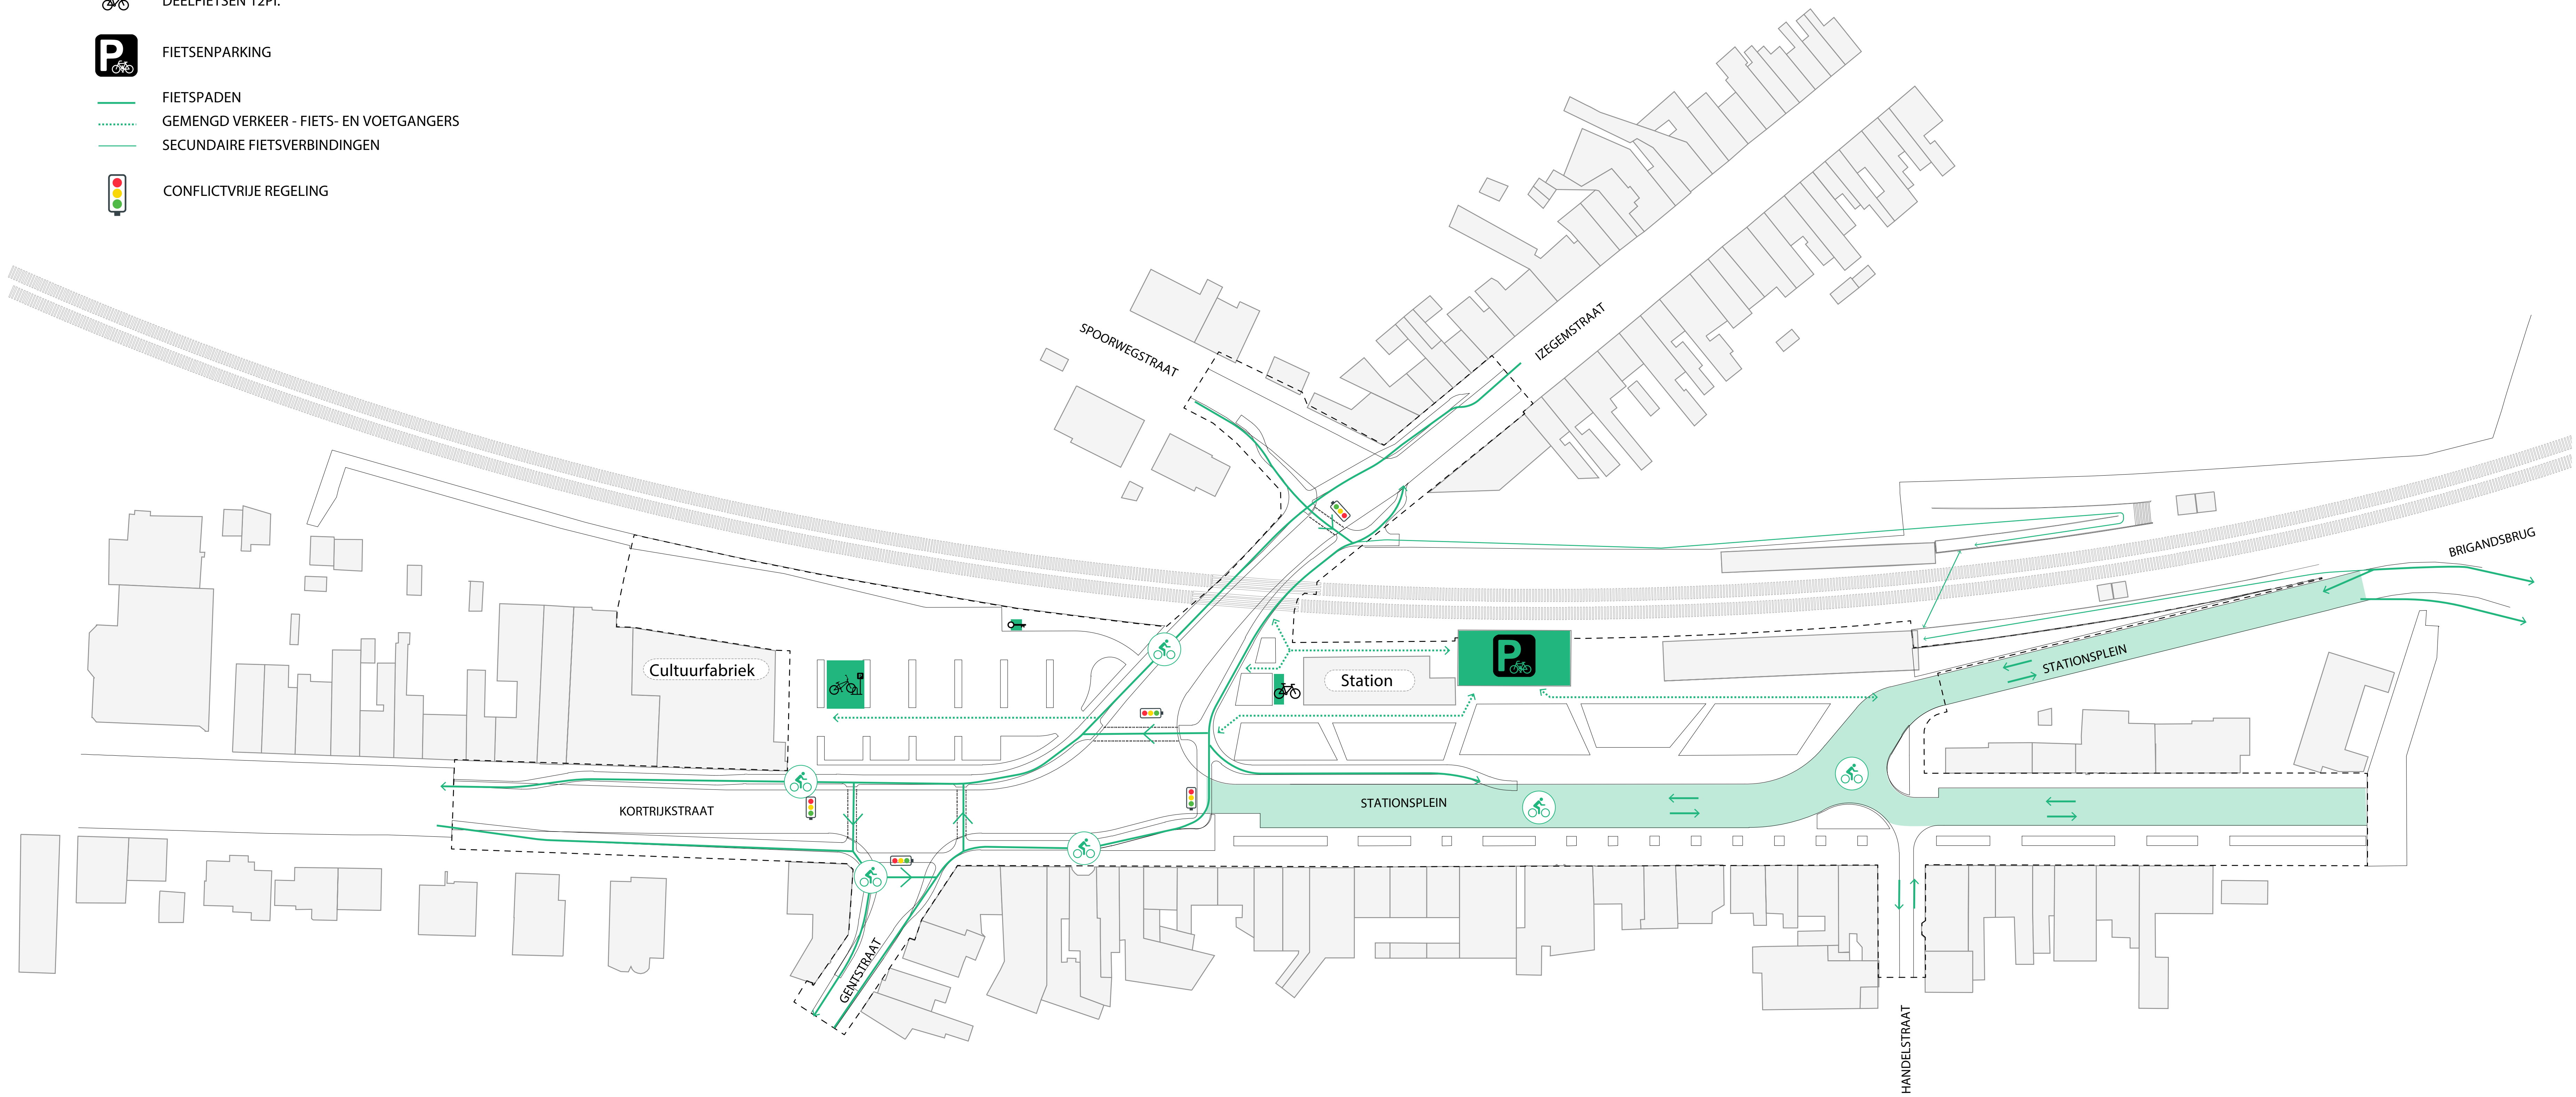 DEELFIETSEN 12Pl.
P
FIETSENPARKING
FIETSPADEN
GEMENGD VERKEER - FIETS- EN VOETGANGERS
SECUNDAIRE FIETSVERBINDINGEN
CONFLICTVRIJE REGELING
SPOORWEGSTRAAT
IZEGEMSTRAAT
BRIGANDSBRUG
Cultuurfabriek
P
Station
P
STATIONSPLEIN
KORTRIJKSTRAAT
STATIONSPLEIN
GENTSTRAAT
HANDELSTRAAT